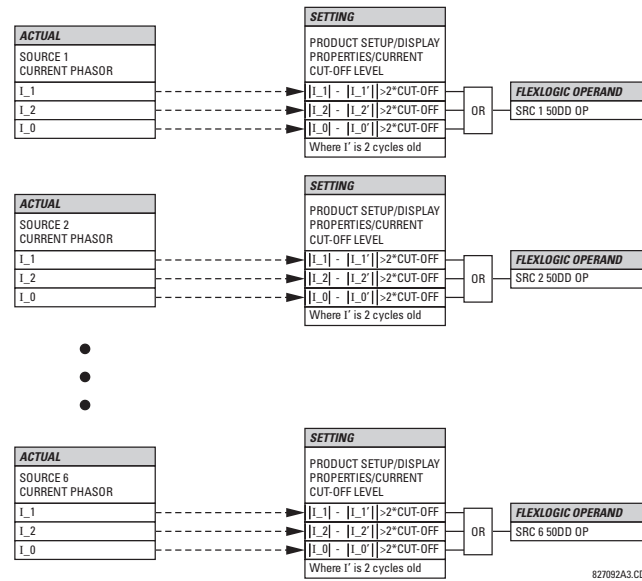 ACTUAL
SOURCE 1
CURRENT PHASOR
I_1
I_2
I_0
SETTING
PRODUCT SETUP/DISPLAY
PROPERTIES/CURRENT
CUT-OFF LEVEL
||I_1| - |I_1'||>2*CUT-OFF
||I_2| - |I_2'||>2*CUT-OFF
||I_0| - |I_0'||>2*CUT-OFF
Where I' is 2 cycles old
OR
FLEXLOGIC OPERAND
SRC 1 50DD OP
ACTUAL
SOURCE 2
CURRENT PHASOR
I_1
I_2
I_0
SETTING
PRODUCT SETUP/DISPLAY
PROPERTIES/CURRENT
CUT-OFF LEVEL
||I_1| - |I_1'||>2*CUT-OFF
||I_2| - |I_2'||>2*CUT-OFF
||I_0| - |I_0'||>2*CUT-OFF
Where I' is 2 cycles old
OR
FLEXLOGIC OPERAND
SRC 2 50DD OP
ACTUAL
SOURCE 6
CURRENT PHASOR
I_1
I_2
I_0
SETTING
PRODUCT SETUP/DISPLAY
PROPERTIES/CURRENT
CUT-OFF LEVEL
||I_1| - |I_1'||>2*CUT-OFF
||I_2| - |I_2'||>2*CUT-OFF
||I_0| - |I_0'||>2*CUT-OFF
Where I' is 2 cycles old
OR
FLEXLOGIC OPERAND
SRC 6 50DD OP